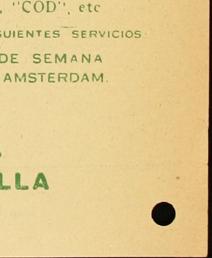 "COD", etc
GUIENTES SERVICIOS
DE SEMANA
AMSTERDAM.
LLA